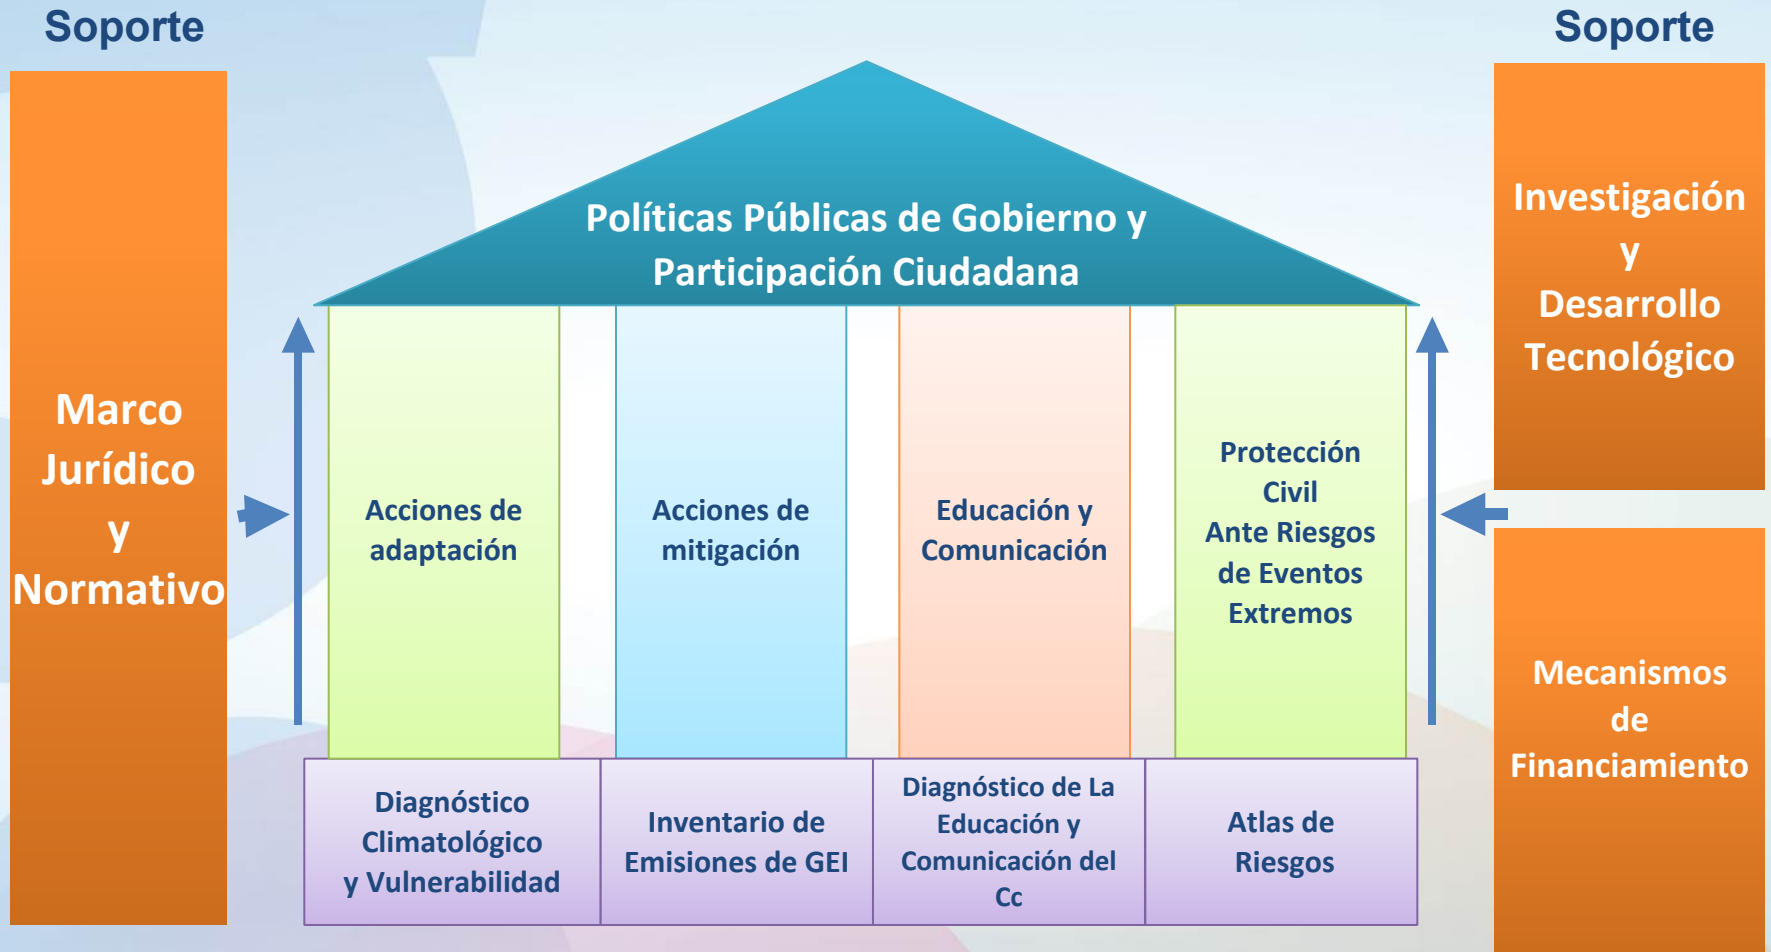 Soporte
Soporte
Marco
Jurídico
y
Normativo
Políticas Públicas de Gobierno y
Participación Ciudadana
Acciones de
adaptación
Acciones de
mitigación
Educación y
Comunicación
Protección
Civil
Ante Riesgos
de Eventos
Extremos
Diagnóstico
Climatológico
y Vulnerabilidad
Inventario de
Emisiones de GEI
Diagnóstico de La
Educación y
Comunicación del
Cc
Atlas de
Riesgos
Investigación
y
Desarrollo
Tecnológico
Mecanismos
de
Financiamiento